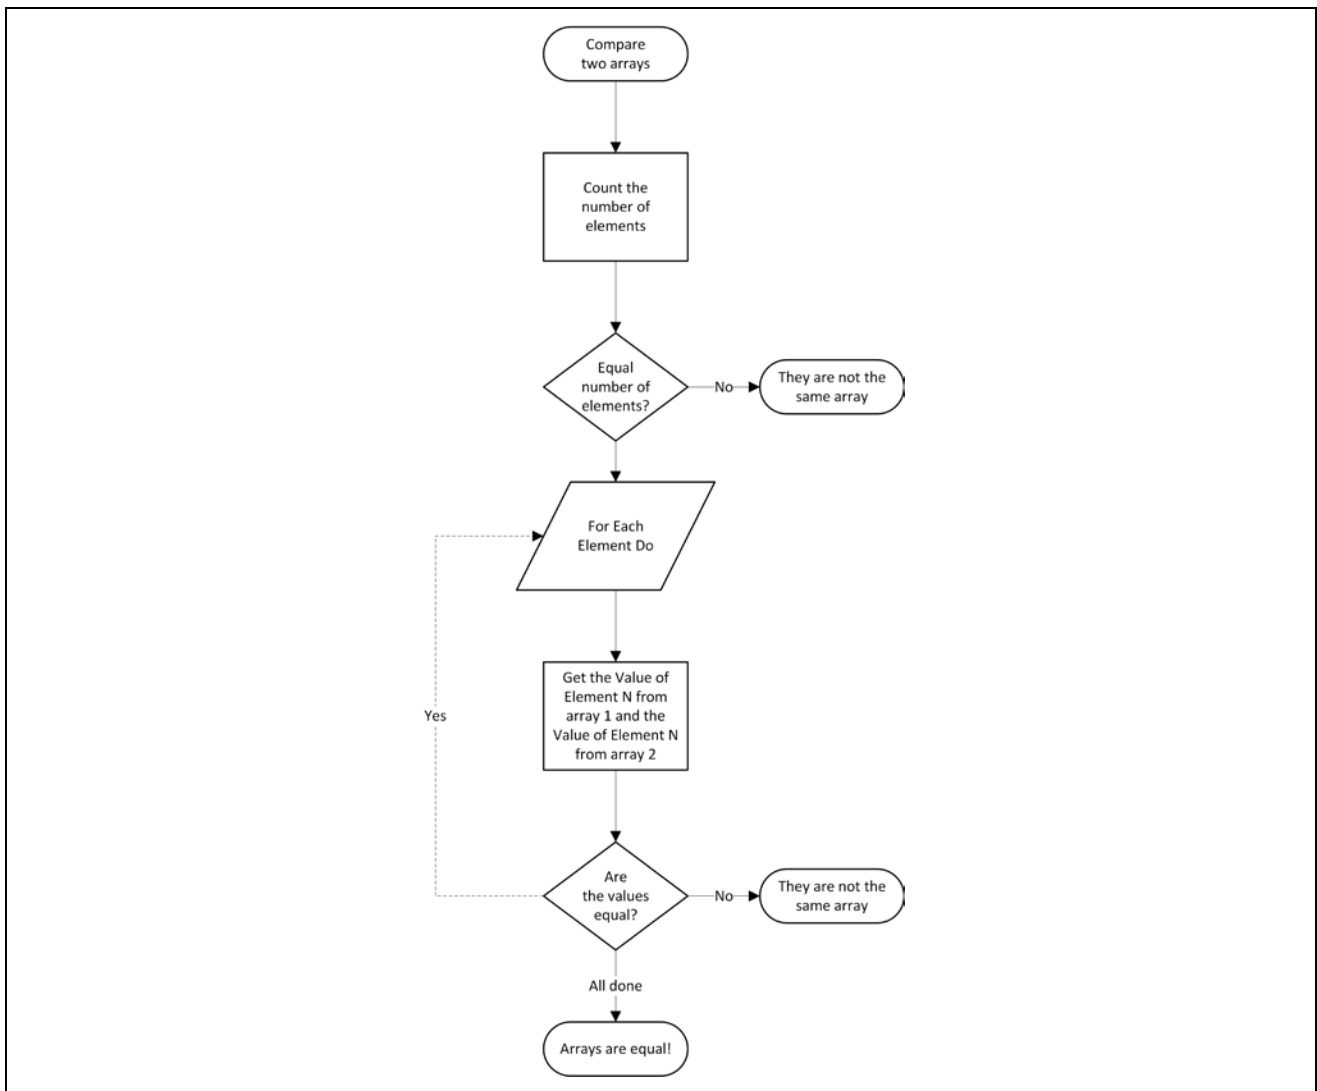 Compare
two arrays
Count the
number of
elements
Equal
number of
elements?
No
They are not the
same array
For Each
Element Do
Get the Value of
Element N from
array 1 and the
Value of Element N
from array 2
Yes
Are
the values
equal?
No
They are not the
same array
All done
Arrays are equal!